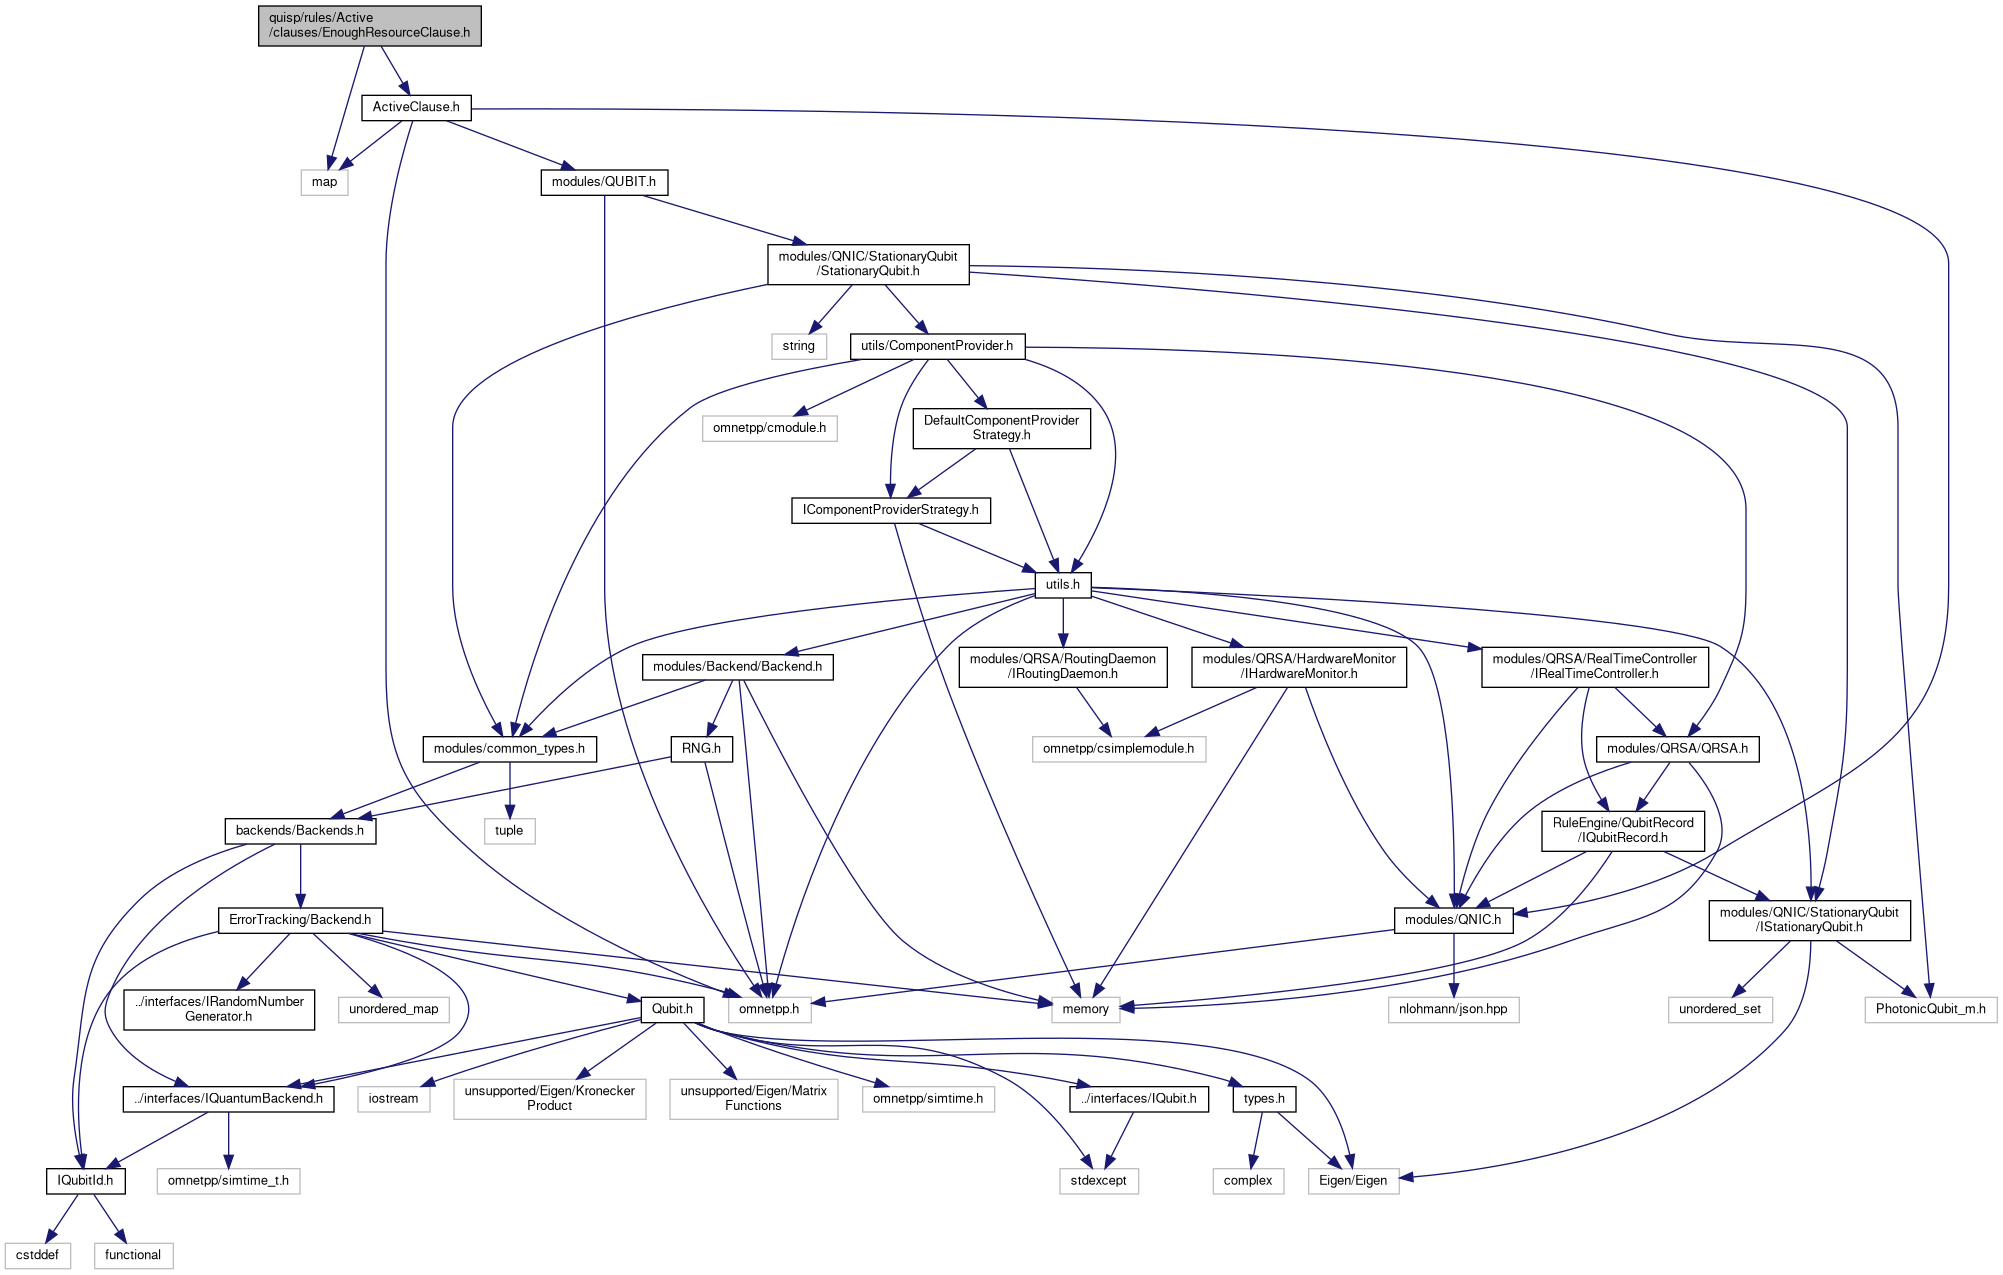 quisp/rules/Active
/clauses/EnoughResourceClause.h
ActiveClause.h
map
modules/QUBIT.h
modules/QNIC/StationaryQubit
/StationaryQubit.h
string
utils/ComponentProvider.h
omnetpp/cmodule.h
DefaultComponentProvider
Strategy.h
IComponentProviderStrategy.h
utils.h
modules/Backend/Backend.h
modules/QRSA/RoutingDaemon
/IRoutingDaemon.h
modules/QRSA/HardwareMonitor
/IHardwareMonitor.h
modules/QRSA/RealTimeController
/IRealTimeController.h
modules/common_types.h
RNG.h
omnetpp/csimplemodule.h
modules/QRSA/QRSA.h
backends/Backends.h
tuple
RuleEngine/QubitRecord
/IQubitRecord.h
ErrorTracking/Backend.h
modules/QNIC.h
modules/QNIC/StationaryQubit
/IStationaryQubit.h
../interfaces/IRandomNumber
Generator.h
unordered_map
Qubit.h
omnetpp.h
memory
nlohmann/json.hpp
unordered_set
PhotonicQubit_m.h
../interfaces/IQuantumBackend.h
iostream
unsupported/Eigen/Kronecker
Product
unsupported/Eigen/Matrix
Functions
omnetpp/simtime.h
../interfaces/IQubit.h
types.h
IQubitId.h
omnetpp/simtime_t.h
stdexcept
complex
Eigen/Eigen
cstddef
functional